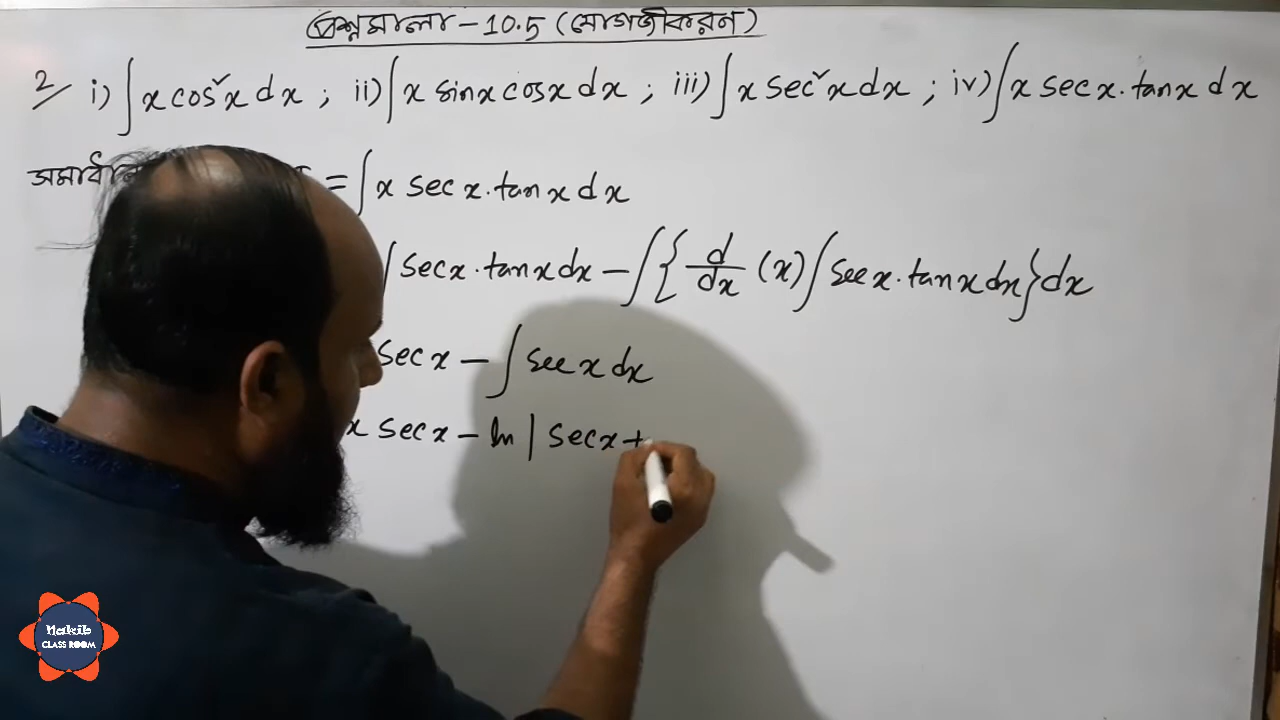 প্রশ্নমালা - 10.5 (যোগজীকরন)
2/ i) ∫ x cos²x dx ; ii) ∫ x sinx cosx dx ; iii) ∫ x sec²x dx ; iv) ∫ x secx . tanx dx
= ∫ x secx . tanx dx
∫ secx . tanx dx - ∫ { d/dx (x) ∫ secx . tanx dx } dx
secx - ∫ secx dx
x secx - ln | secx +
CLASS ROOM